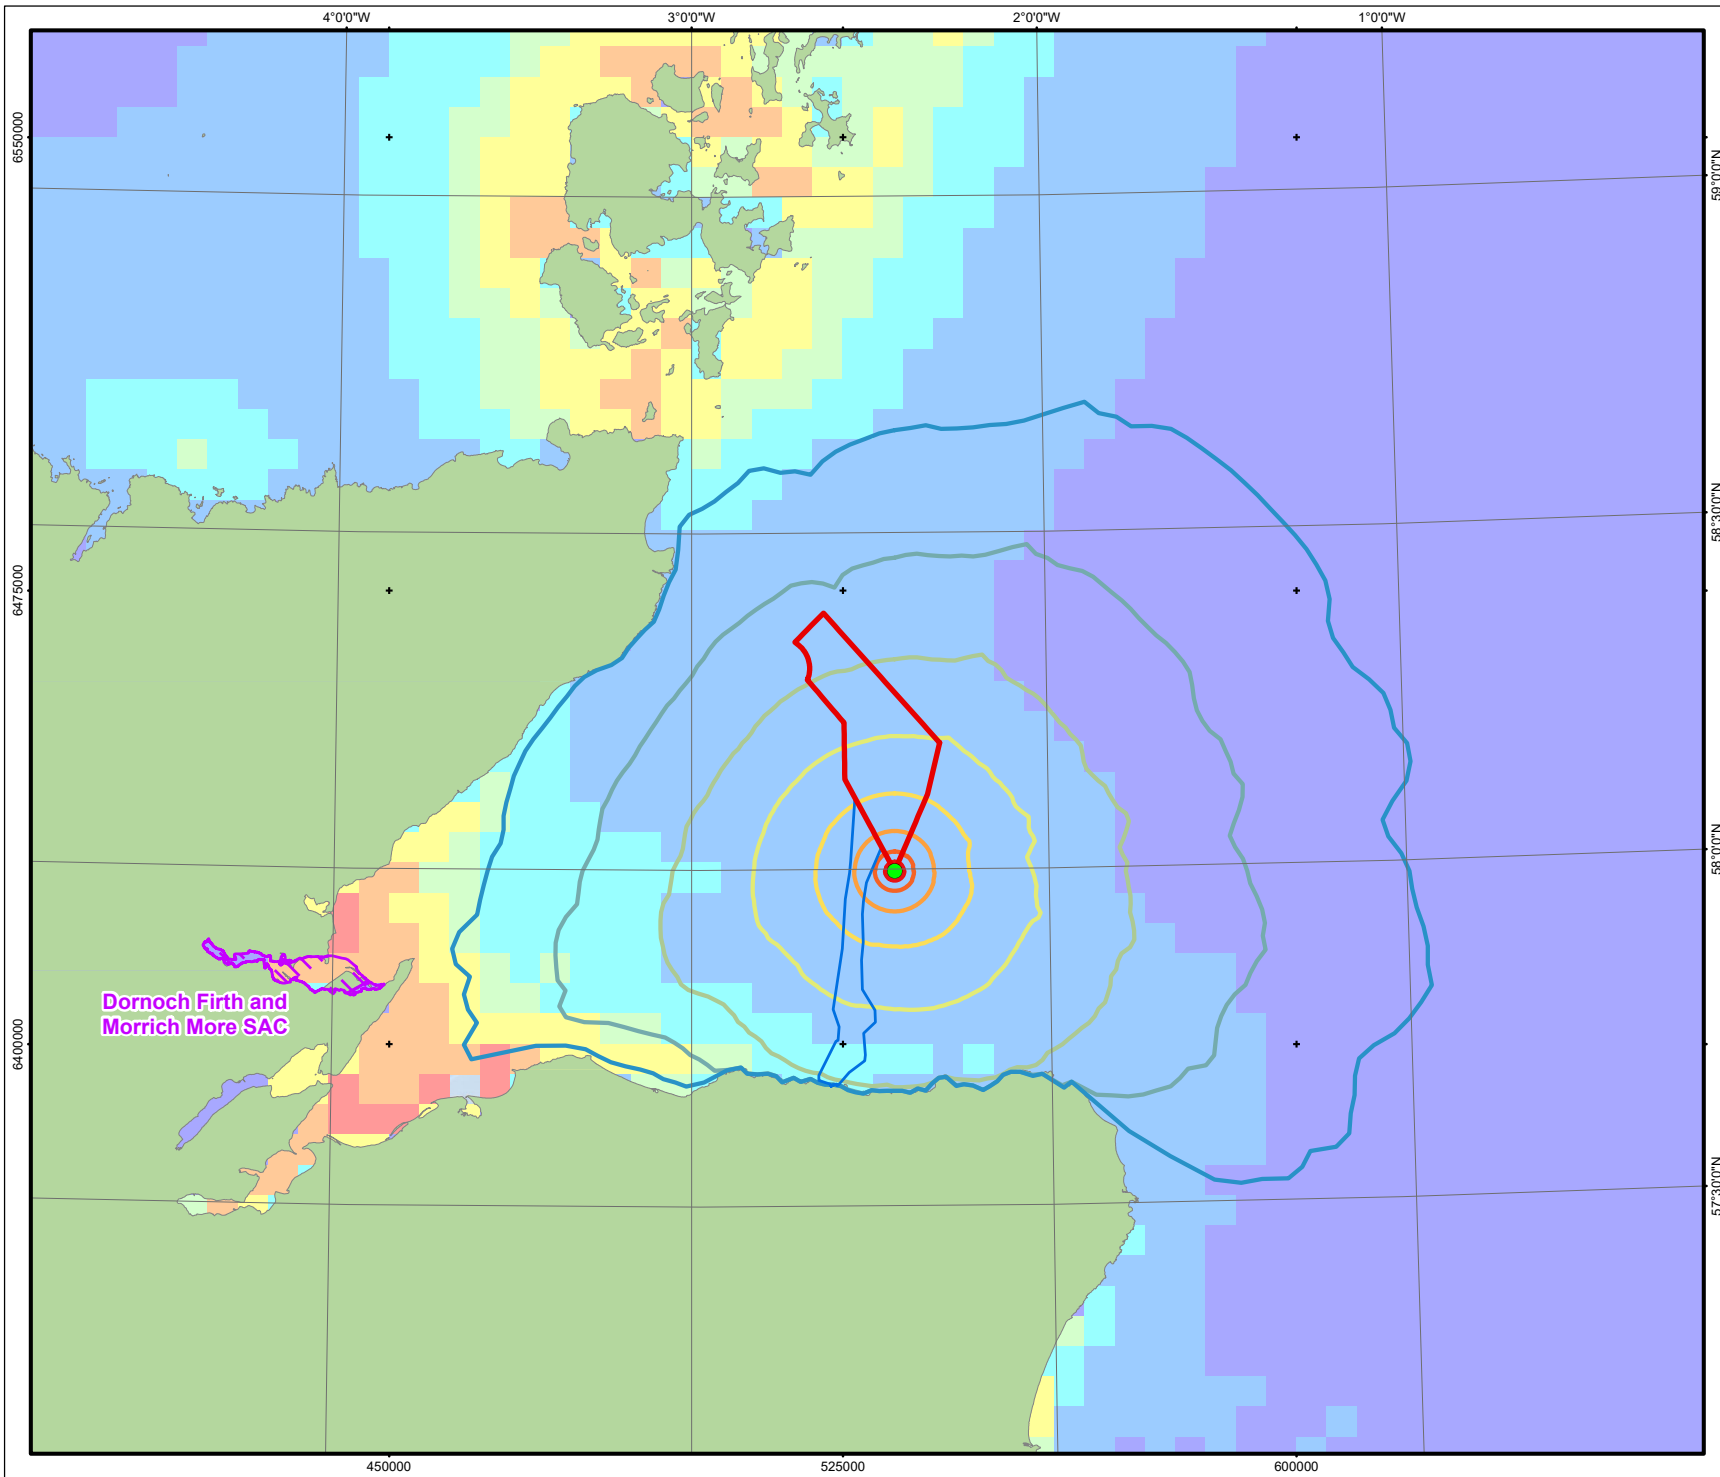 4°0'0"W
3°0'0"W
2°0'0"W
1°0'0"W
6550000
59°0'0"N
6475000
58°30'0"N
58°0'0"N
Dornoch Firth and
Morrich More SAC
6400000
57°30'0"N
450000
525000
600000